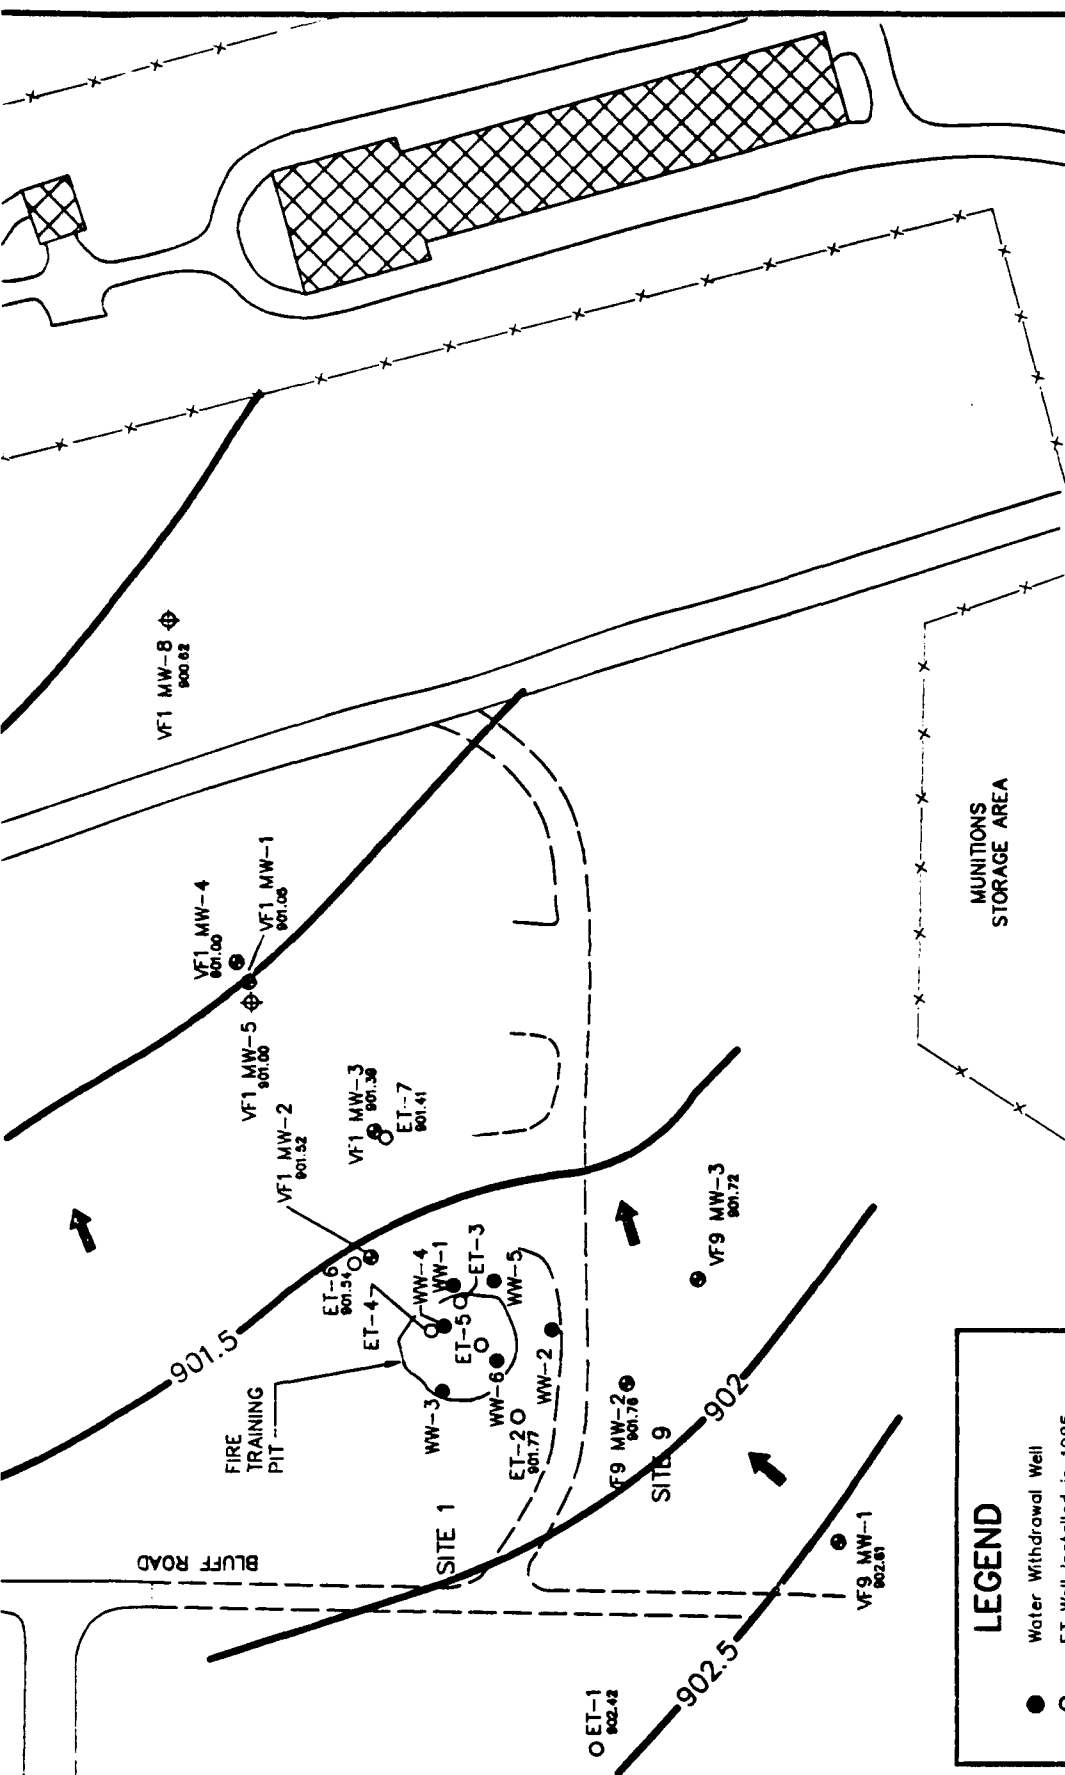 VF1 MW-8
900.62
VF1 MW-4
901.00
VF1 MW-1
901.05
VF1 MW-5
901.00
VF1 MW-2
901.52
VF1 MW-3
901.39
ET-7
901.41
ET-6
901.54
ET-4
WW-4
WW-1
ET-3
ET-5
WW-5
WW-3
WW-6
WW-2
ET-2
901.77
901.5
FIRE
TRAINING
PIT
BLUFF ROAD
SITE 1
VF9 MW-3
901.72
VF9 MW-2
901.76
SITE 9
902
VF9 MW-1
902.61
902.5
ET-1
902.42
MUNITIONS
STORAGE AREA
LEGEND
Water Withdrawal Well